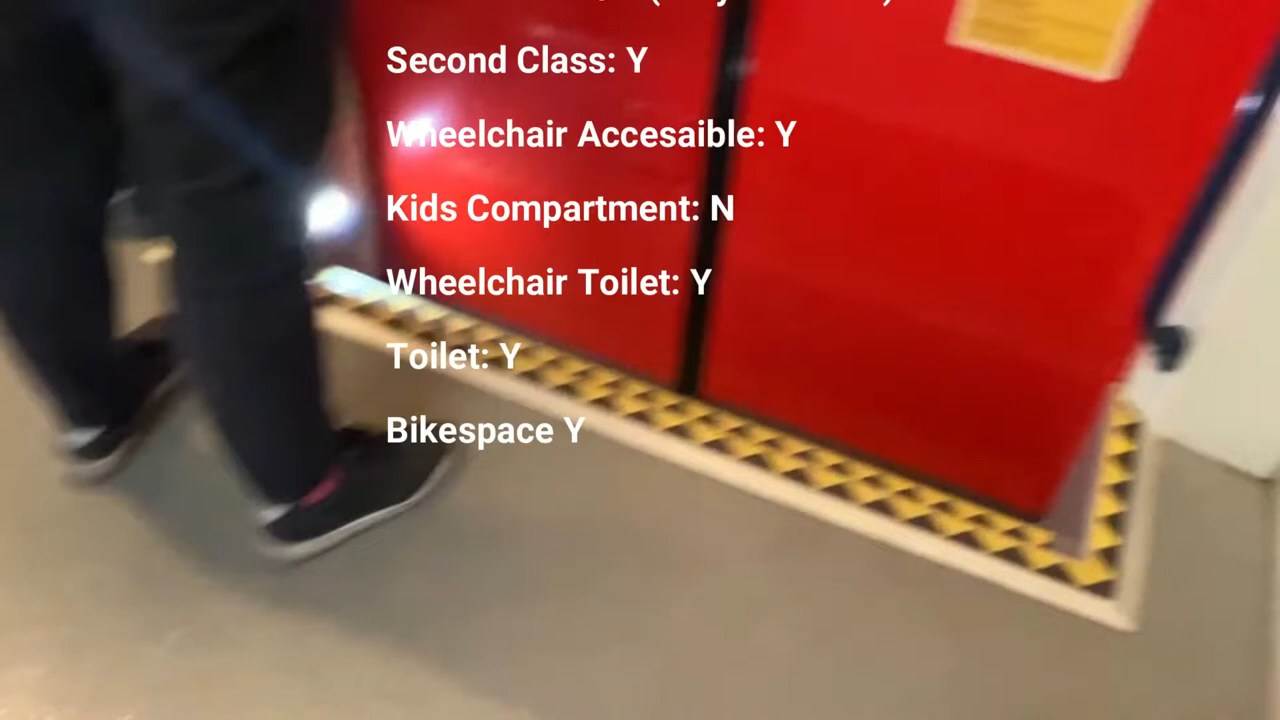 Second Class: Y
Wheelchair Accesaible: Y
Kids Compartment: N
Wheelchair Toilet: Y
Toilet: Y
Bikespace Y